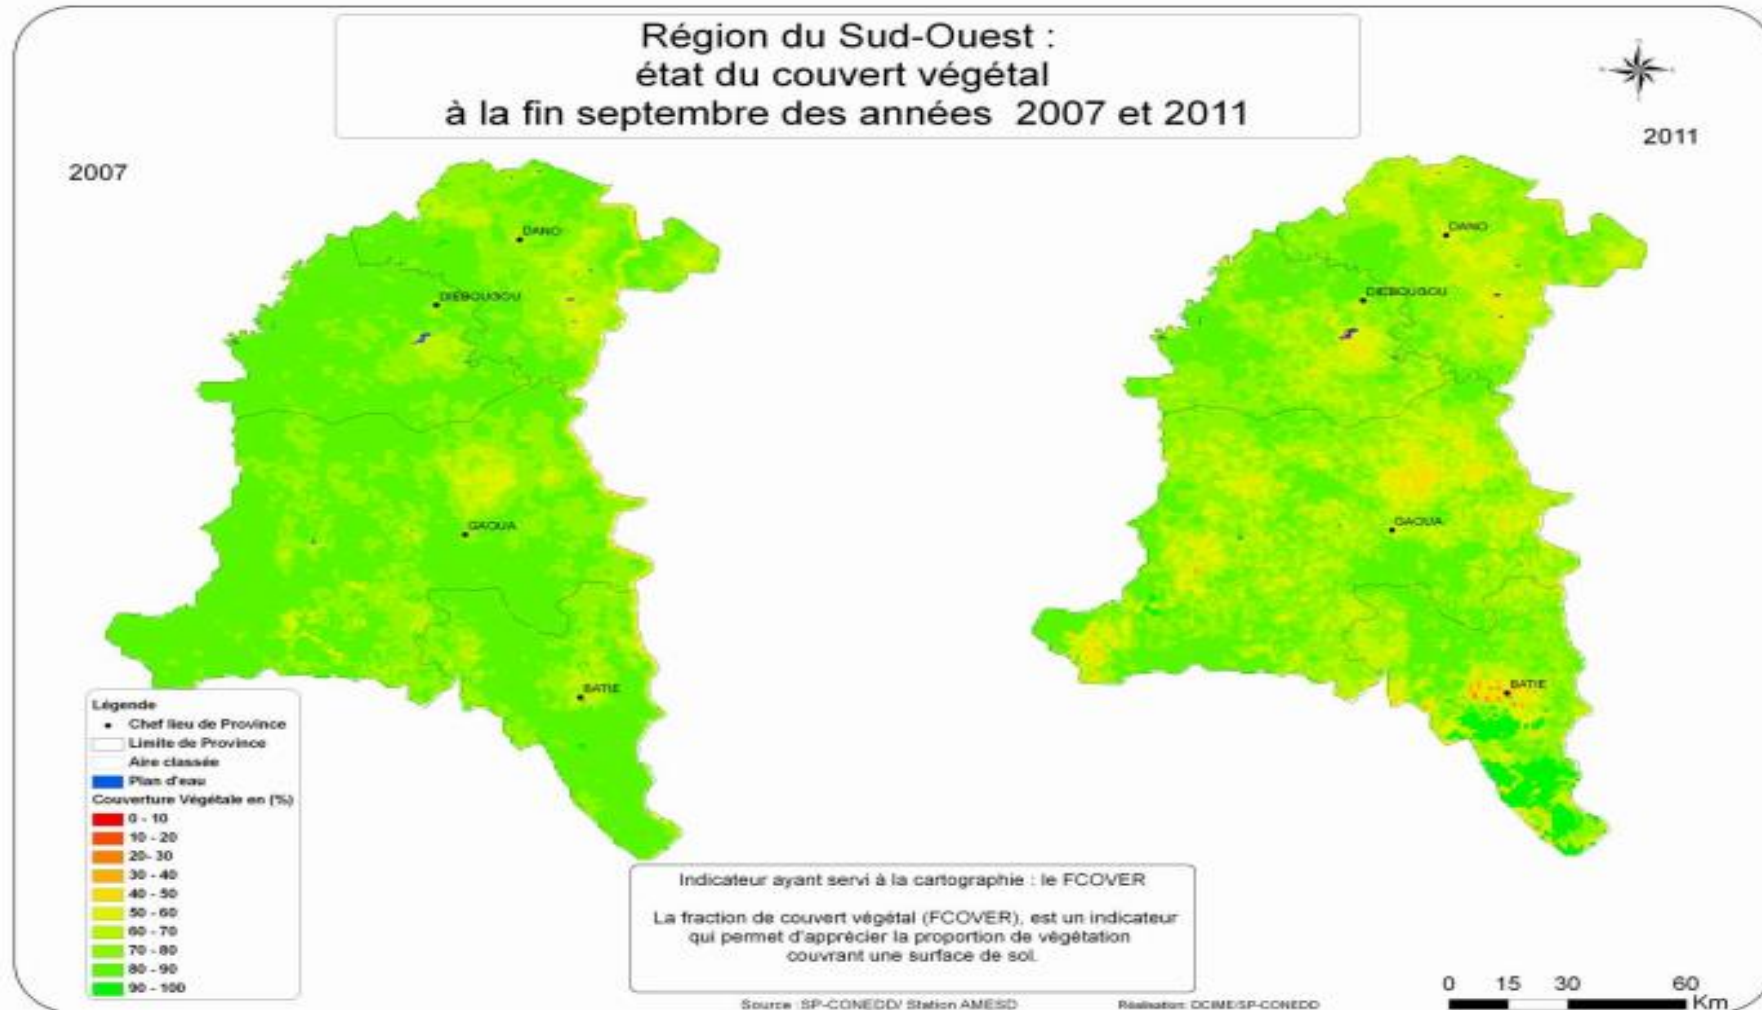 Région du Sud-Ouest :
état du couvert végétal
à la fin septembre des années 2007 et 2011
2011
2007
DANO
DIEBOUGOU
GAOUA
BATIE
DANO
DIEBOUGOU
GAOUA
BATIE
Légende
Chef lieu de Province
Limite de Province
Aire classée
Plan d'eau
Couverture Végétale en (%)
0 - 10
10 - 20
20- 30
30 - 40
40 - 50
50 - 60
60 - 70
70 - 80
80 - 90
90 - 100
Indicateur ayant servi à la cartographie : le FCOVER
La fraction de couvert végétal (FCOVER), est un indicateur
qui permet d'apprécier la proportion de végétation
couvrant une surface de sol.
Source : SP-CONEDD/ Station AMESD
Réalisation: DCIME/SP-CONEDD
0 15 30 60
Km